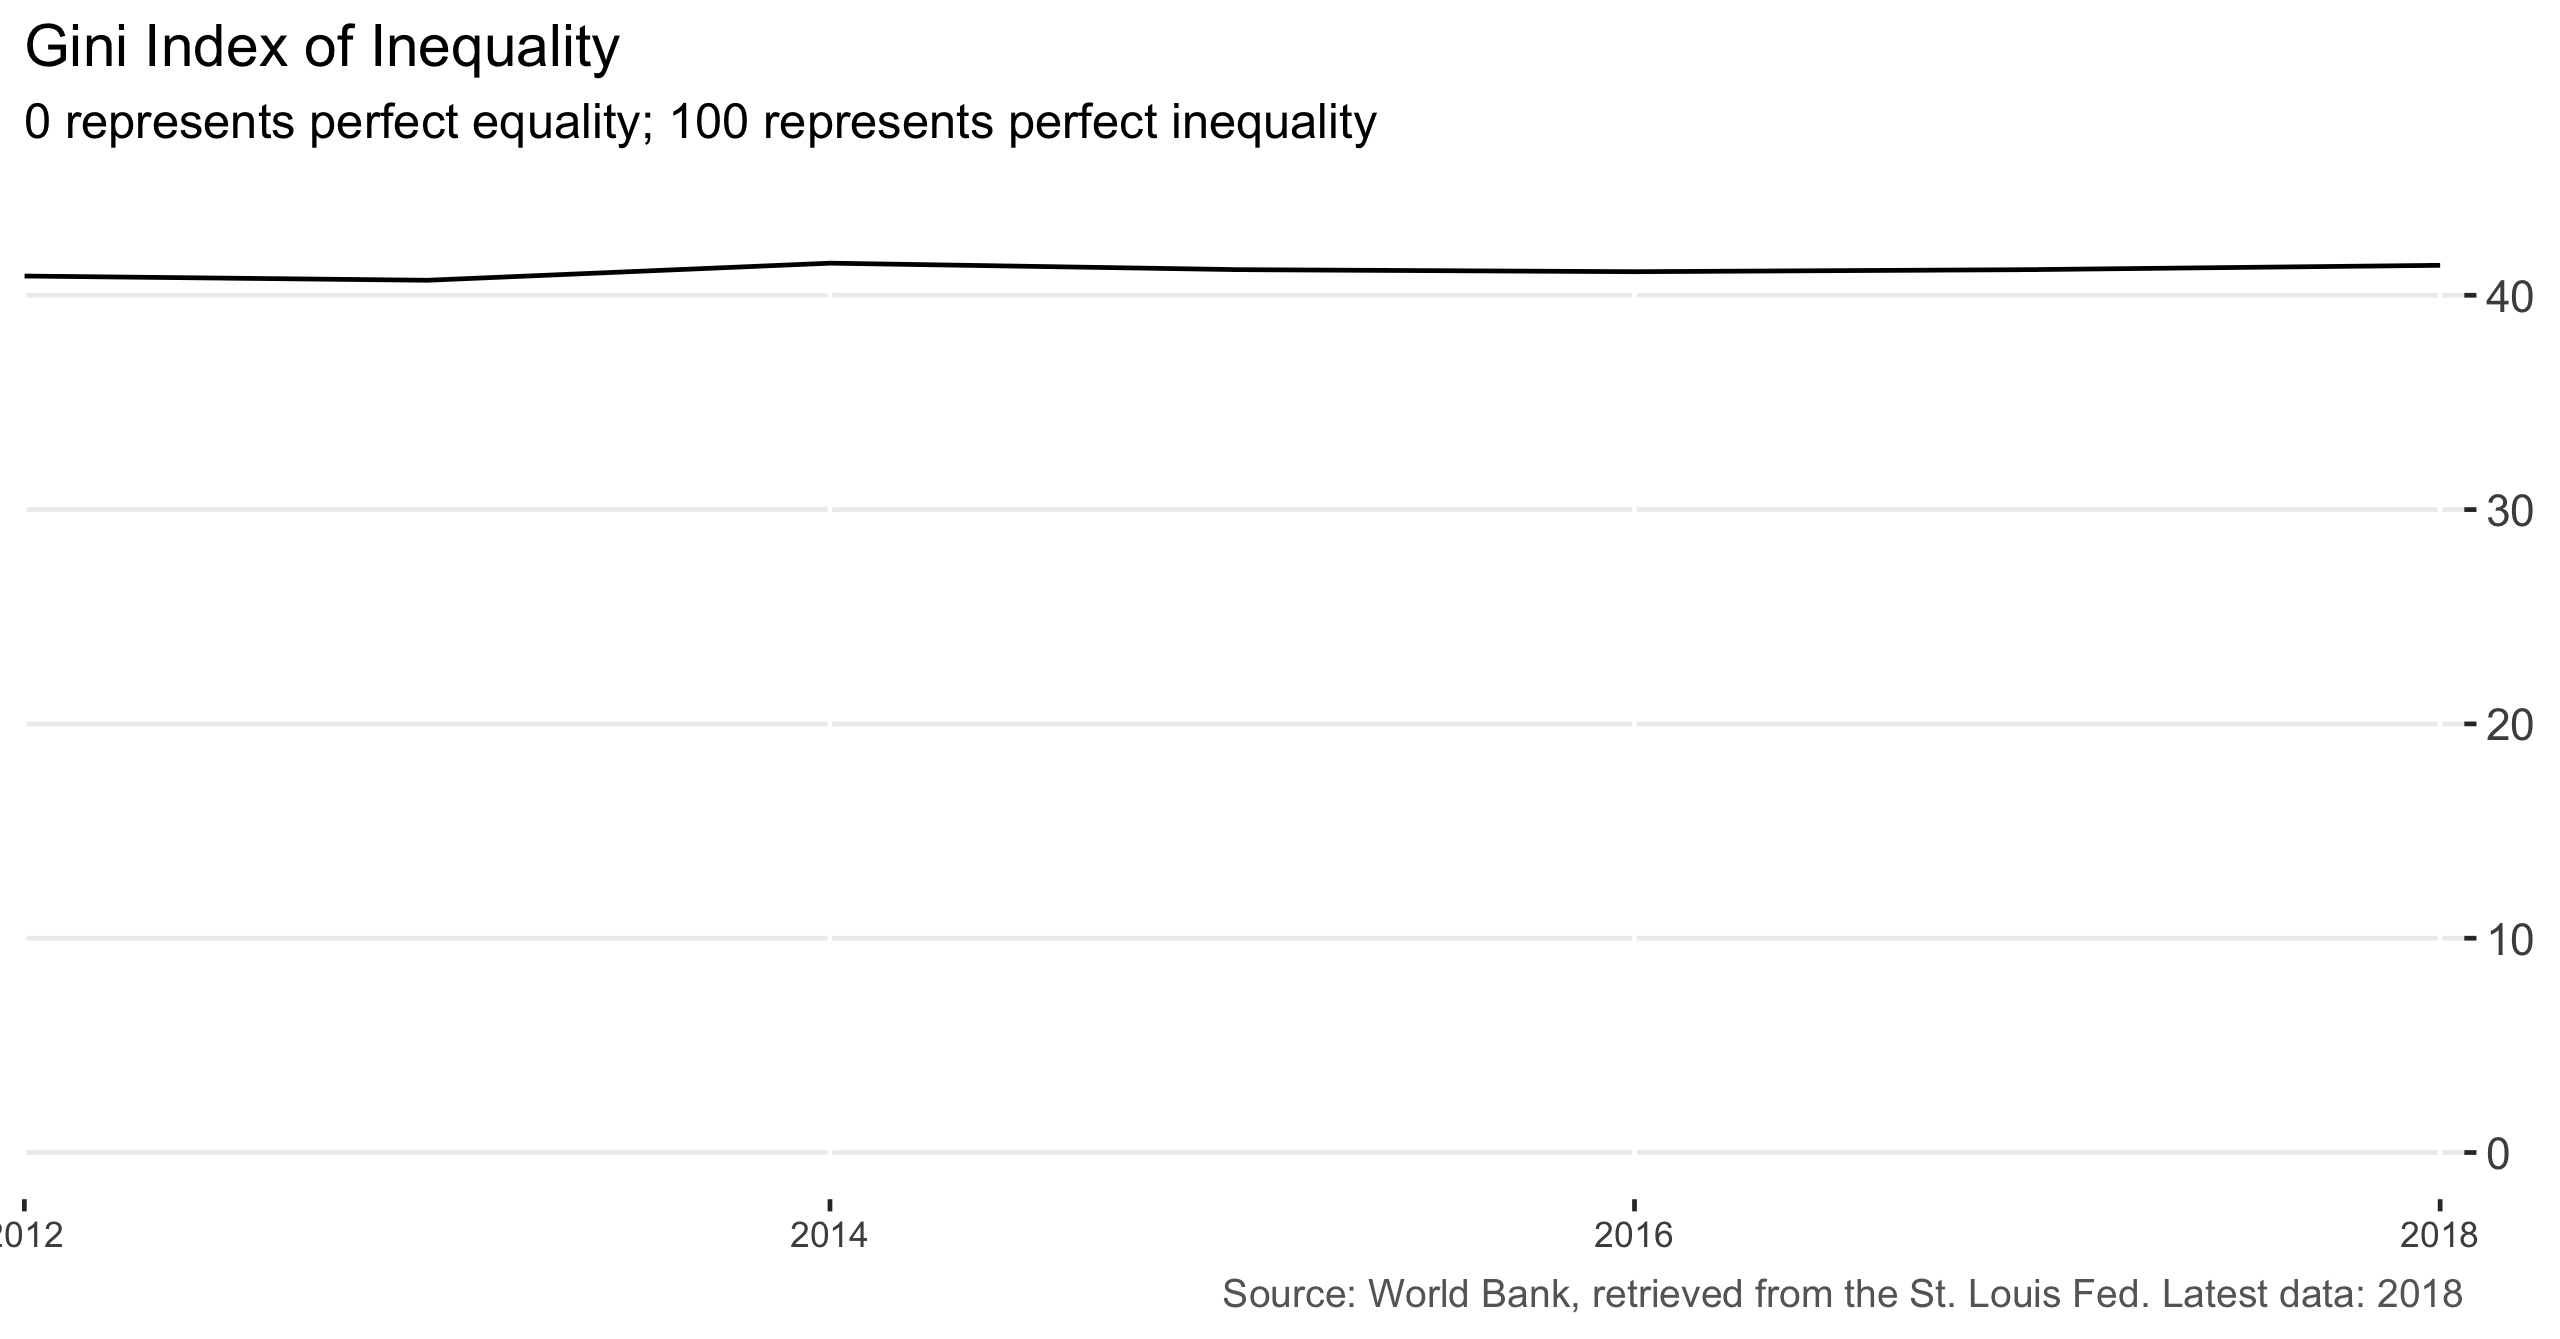 Gini Index of Inequality
0 represents perfect equality; 100 represents perfect inequality
40
30
20
10
0
2012 2014 2016 2018
Source: World Bank, retrieved from the St. Louis Fed. Latest data: 2018